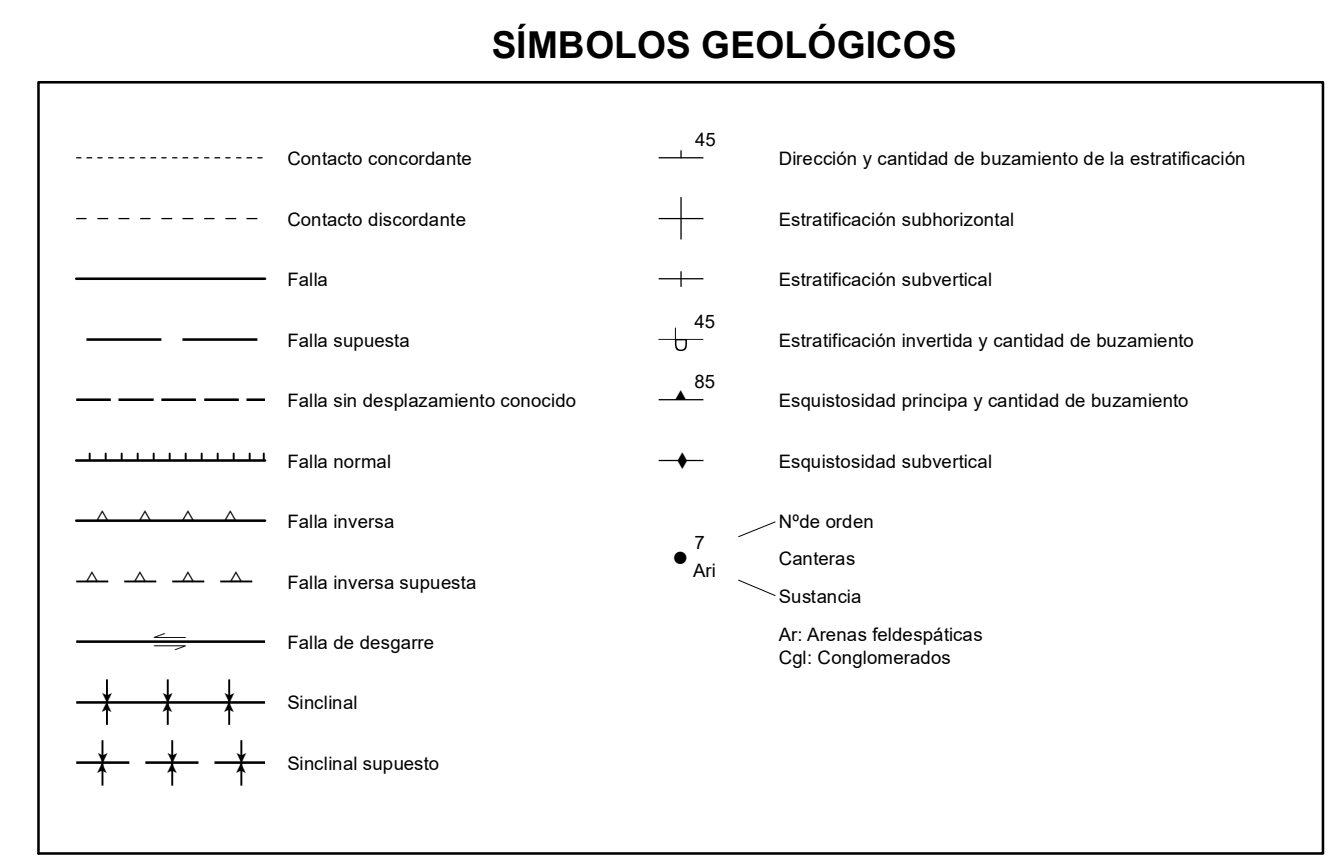 SÍMBOLOS GEOLÓGICOS
Contacto concordante
Contacto discordante
Falla
Falla supuesta
Falla sin desplazamiento conocido
Falla normal
Falla inversa
Falla inversa supuesta
Falla de desgarre
Sinclinal
Sinclinal supuesto
45
Dirección y cantidad de buzamiento de la estratificación
Estratificación subhorizontal
Estratificación subvertical
45
Estratificación invertida y cantidad de buzamiento
85
Esquistosidad principa y cantidad de buzamiento
Esquistosidad subvertical
7
Ari
Nºde orden
Canteras
Sustancia
Ar: Arenas feldespáticas
Cgl: Conglomerados